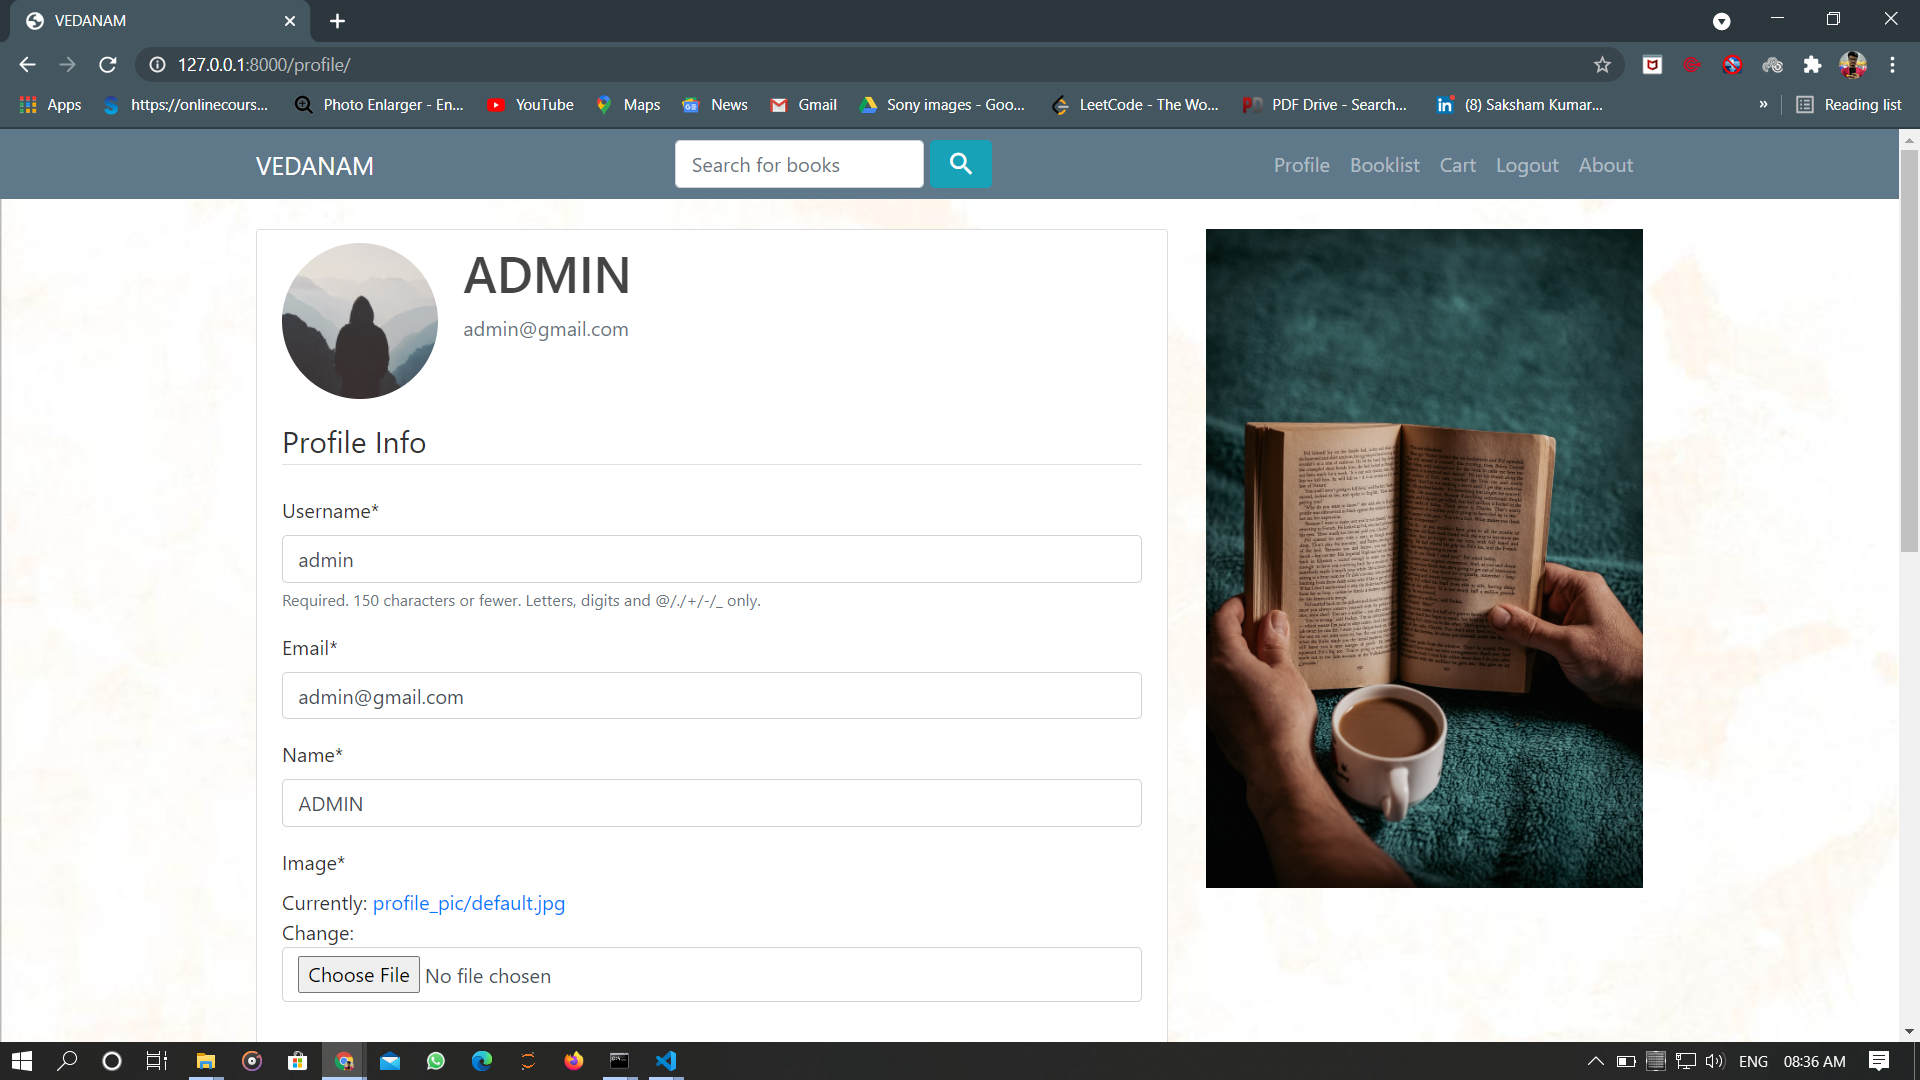 VEDANAM
127.0.0.1:8000/profile/
Apps
https://onlinecours...
Photo Enlarger - En...
YouTube
Maps
News
Gmail
Sony images - Goo...
LeetCode - The Wo...
PDF Drive - Search...
(8) Saksham Kumar...
»
Reading list
VEDANAM
Search for books
Profile
Booklist
Cart
Logout
About
ADMIN
admin@gmail.com
Profile Info
Username*
admin
Required. 150 characters or fewer. Letters, digits and @/./+/-/_ only.
Email*
admin@gmail.com
Name*
ADMIN
Image*
Currently: profile_pic/default.jpg
Change:
Choose File No file chosen
ENG
08:36 AM